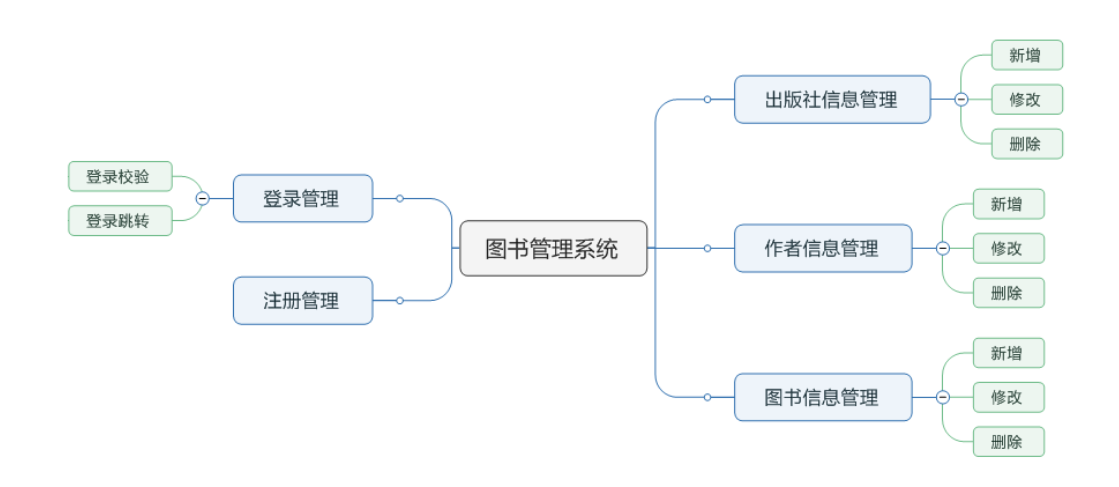 图书管理系统
登录管理
登录校验
登录跳转
注册管理
出版社信息管理
新增
修改
删除
作者信息管理
新增
修改
删除
图书信息管理
新增
修改
删除